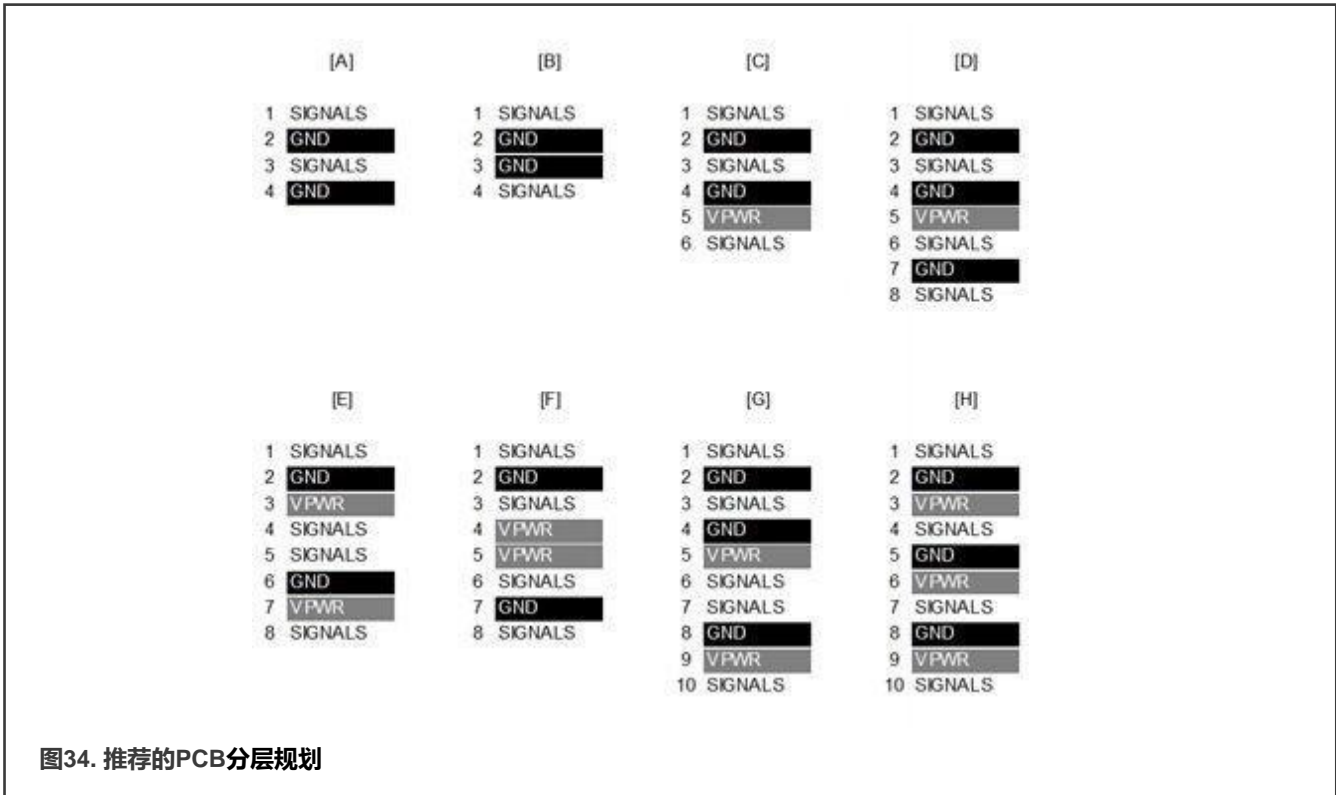 [A]
1 SIGNALS
2 GND
3 SIGNALS
4 GND
[B]
1 SIGNALS
2 GND
3 GND
4 SIGNALS
[C]
1 SIGNALS
2 GND
3 SIGNALS
4 GND
5 VPWR
6 SIGNALS
[D]
1 SIGNALS
2 GND
3 SIGNALS
4 GND
5 VPWR
6 SIGNALS
7 GND
8 SIGNALS
[E]
1 SIGNALS
2 GND
3 VPWR
4 SIGNALS
5 SIGNALS
6 GND
7 VPWR
8 SIGNALS
[F]
1 SIGNALS
2 GND
3 SIGNALS
4 VPWR
5 VPWR
6 SIGNALS
7 GND
8 SIGNALS
[G]
1 SIGNALS
2 GND
3 SIGNALS
4 GND
5 VPWR
6 SIGNALS
7 SIGNALS
8 GND
9 VPWR
10 SIGNALS
[H]
1 SIGNALS
2 GND
3 VPWR
4 SIGNALS
5 GND
6 VPWR
7 SIGNALS
8 GND
9 VPWR
10 SIGNALS
图34. 推荐的PCB分层规划